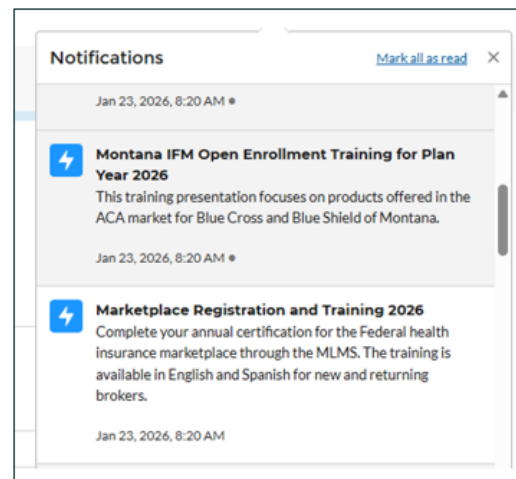 Notifications
Mark all as read
Jan 23, 2026, 8:20 AM
Montana IFM Open Enrollment Training for Plan
Year 2026
This training presentation focuses on products offered in the
ACA market for Blue Cross and Blue Shield of Montana.
Jan 23, 2026, 8:20 AM
Marketplace Registration and Training 2026
Complete your annual certification for the Federal health
insurance marketplace through the MLMS. The training is
available in English and Spanish for new and returning
brokers.
Jan 23, 2026, 8:20 AM